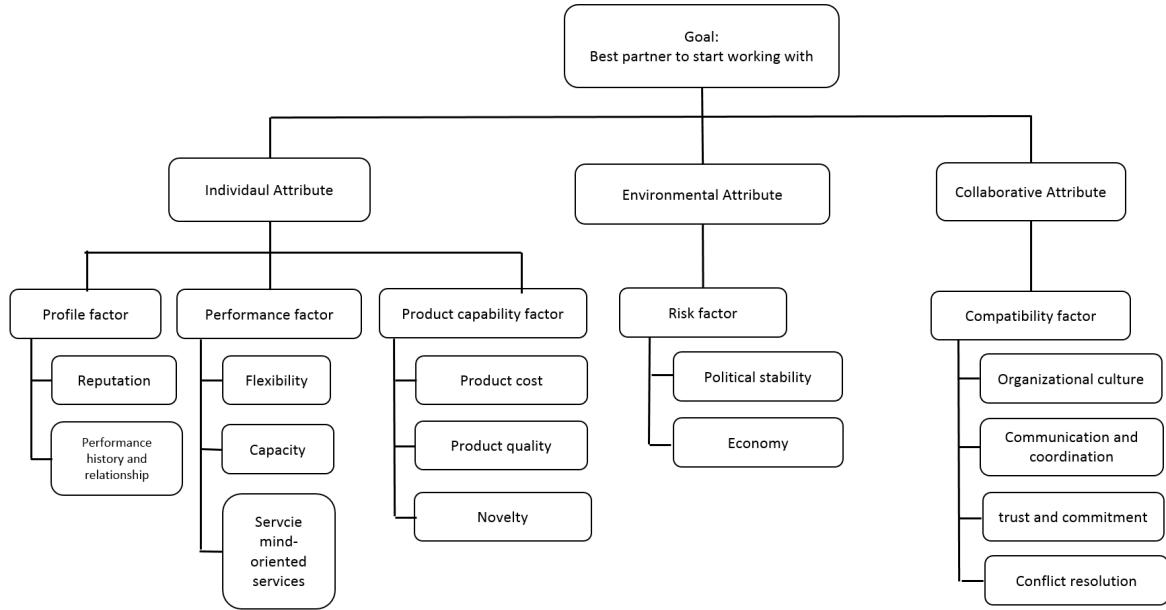 Goal:
Best partner to start working with
Individaul Attribute
Environmental Attribute
Collaborative Attribute
Profile factor
Performance factor
Product capability factor
Risk factor
Compatibility factor
Reputation
Performance
history and
relationship
Flexibility
Capacity
Servcie
mind-
oriented
services
Product cost
Product quality
Novelty
Political stability
Economy
Organizational culture
Communication and
coordination
trust and commitment
Conflict resolution